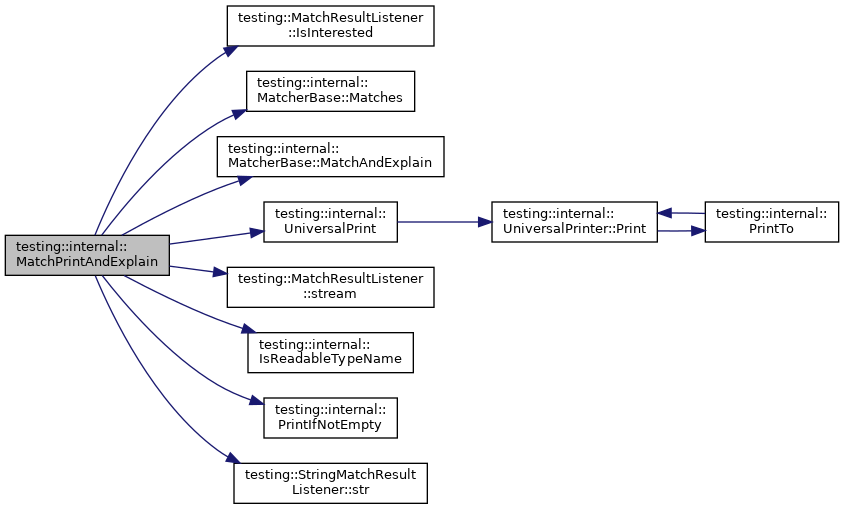 testing::MatchResultListener
::IsInterested
testing::internal::
MatcherBase::Matches
testing::internal::
MatcherBase::MatchAndExplain
testing::internal::
UniversalPrint
testing::internal::
UniversalPrinter::Print
testing::internal::
PrintTo
testing::internal::
MatchPrintAndExplain
testing::MatchResultListener
::stream
testing::internal::
IsReadableTypeName
testing::internal::
PrintIfNotEmpty
testing::StringMatchResult
Listener::str